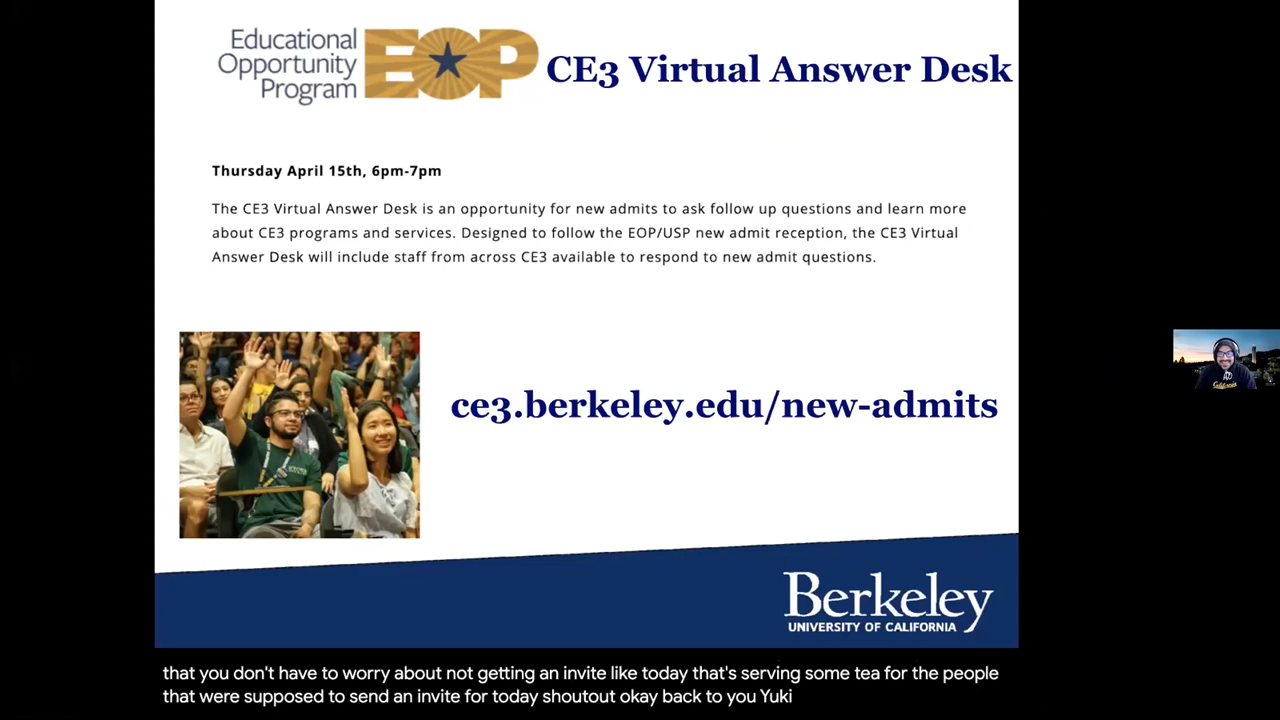 Educational
Opportunity
Program
EOP
CE3 Virtual Answer Desk
Thursday April 15th, 6pm-7pm
The CE3 Virtual Answer Desk is an opportunity for new admits to ask follow up questions and learn more
about CE3 programs and services. Designed to follow the EOP/USP new admit reception, the CE3 Virtual
Answer Desk will include staff from across CE3 available to respond to new admit questions.
ce3.berkeley.edu/new-admits
Berkeley
UNIVERSITY OF CALIFORNIA
that you don't have to worry about not getting an invite like today that's serving some tea for the people
that were supposed to send an invite for today shoutout okay back to you Yuki